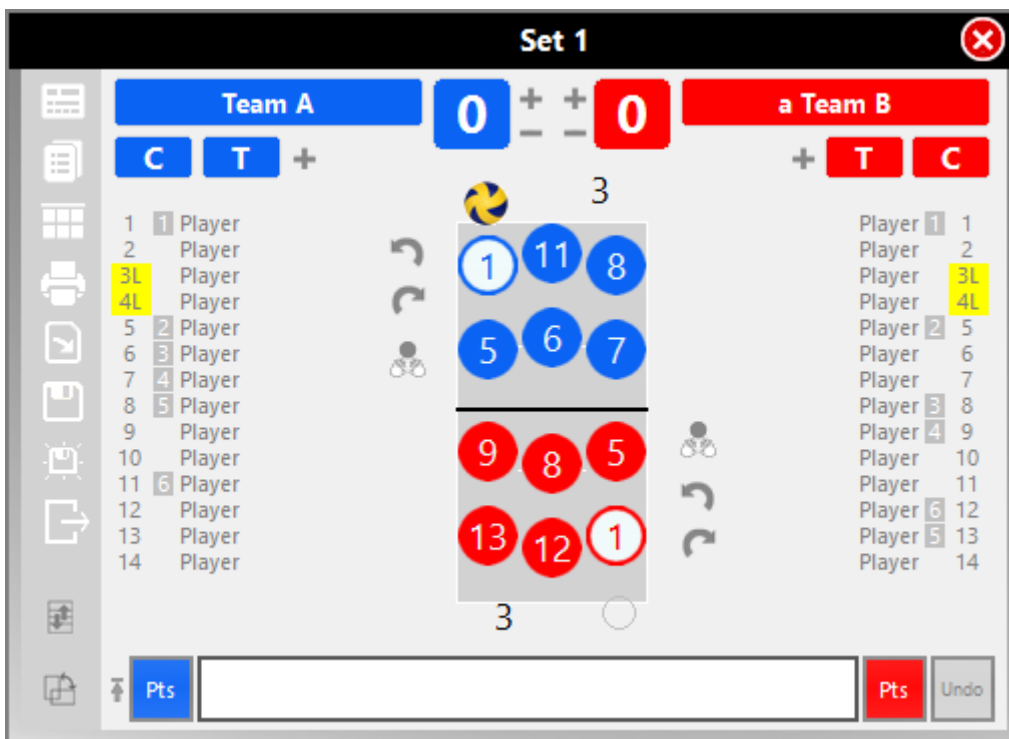 Set 1
Team A 0 + + 0 a Team B
− −
C T + + T C
3
1 1 Player
2 Player
3L Player
4L Player
5 2 Player
6 3 Player
7 4 Player
8 5 Player
9 Player
10 Player
11 6 Player
12 Player
13 Player
14 Player
1 11 8
5 6 7
9 8 5
13 12 1
3
Player 1 1
Player 2
Player 3L
Player 4L
Player 2 5
Player 6
Player 7
Player 3 8
Player 4 9
Player 10
Player 11
Player 6 12
Player 5 13
Player 14
Pts Pts Undo